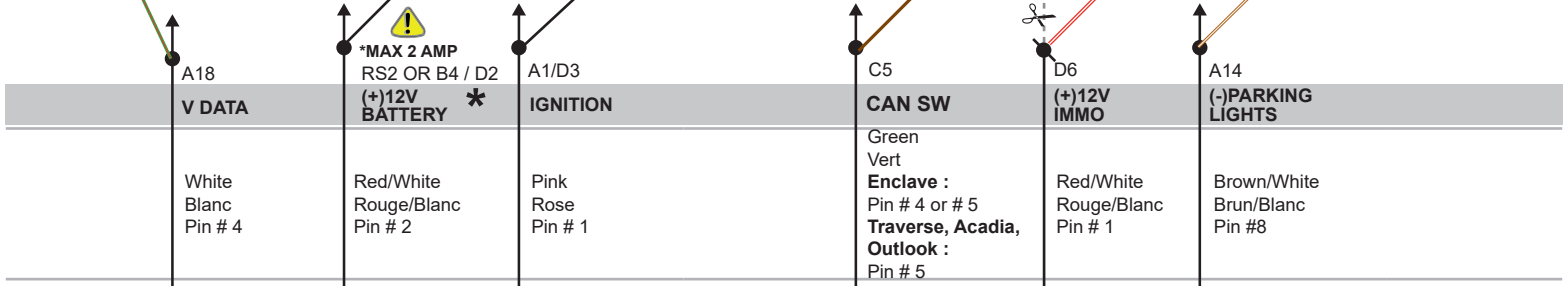 *MAX 2 AMP
A18
RS2 OR B4 / D2
A1/D3
C5
D6
A14
V DATA
(+)12V
BATTERY *
IGNITION
CAN SW
(+)12V
IMMO
(-)PARKING
LIGHTS
White
Blanc
Pin # 4
Red/White
Rouge/Blanc
Pin # 2
Pink
Rose
Pin # 1
Green
Vert
Enclave :
Pin # 4 or # 5
Traverse, Acadia,
Outlook :
Pin # 5
Red/White
Rouge/Blanc
Pin # 1
Brown/White
Brun/Blanc
Pin #8